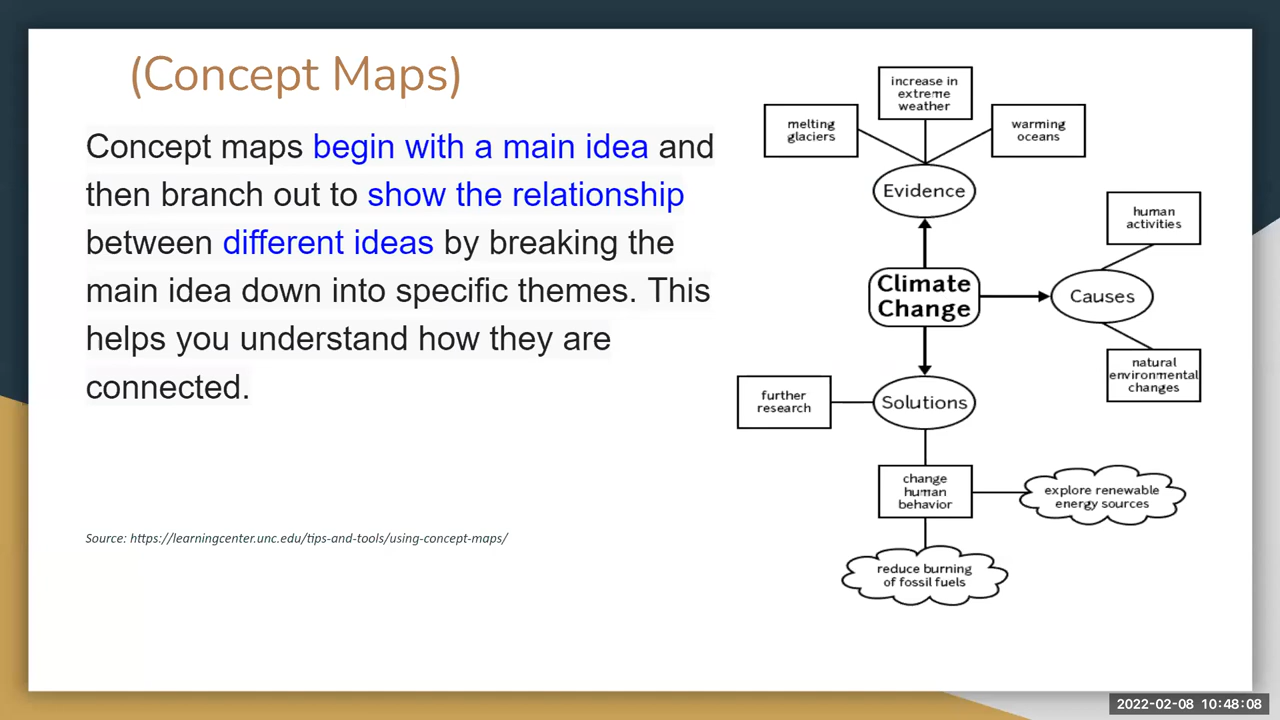 (Concept Maps)
Concept maps begin with a main idea and
then branch out to show the relationship
between different ideas by breaking the
main idea down into specific themes. This
helps you understand how they are
connected.
Source: https://learningcenter.unc.edu/tips-and-tools/using-concept-maps/
increase in
extreme
weather
melting
glaciers
warming
oceans
Evidence
human
activities
Climate
Change
Causes
natural
environmental
changes
further
research
Solutions
change
human
behavior
explore renewable
energy sources
reduce burning
of fossil fuels
2022-02-08 10:48:08